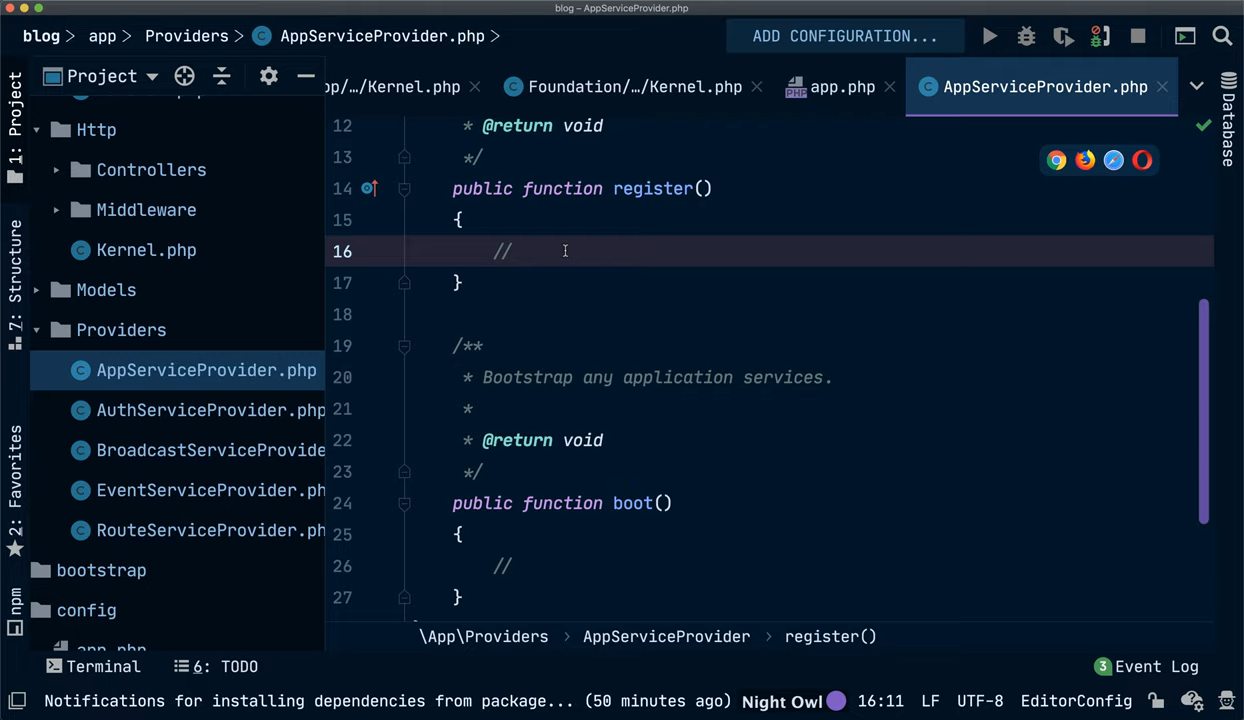 blog – AppServiceProvider.php
blog > app > Providers > AppServiceProvider.php >
ADD CONFIGURATION...
Project
pp/.../Kernel.php
Foundation/.../Kernel.php
app.php
AppServiceProvider.php
1: Project
7: Structure
2: Favorites
npm
Http
Controllers
Middleware
Kernel.php
Models
Providers
AppServiceProvider.php
AuthServiceProvider.php
BroadcastServiceProvide
EventServiceProvider.ph
RouteServiceProvider.ph
bootstrap
config
app.php
12 * @return void
13 */
14 public function register()
15 {
16 //
17 }
18
19 /**
20 * Bootstrap any application services.
21 *
22 * @return void
23 */
24 public function boot()
25 {
26 //
27 }
Database
\App\Providers > AppServiceProvider > register()
Terminal
6: TODO
3 Event Log
Notifications for installing dependencies from package... (50 minutes ago)
Night Owl
16:11
LF
UTF-8
EditorConfig